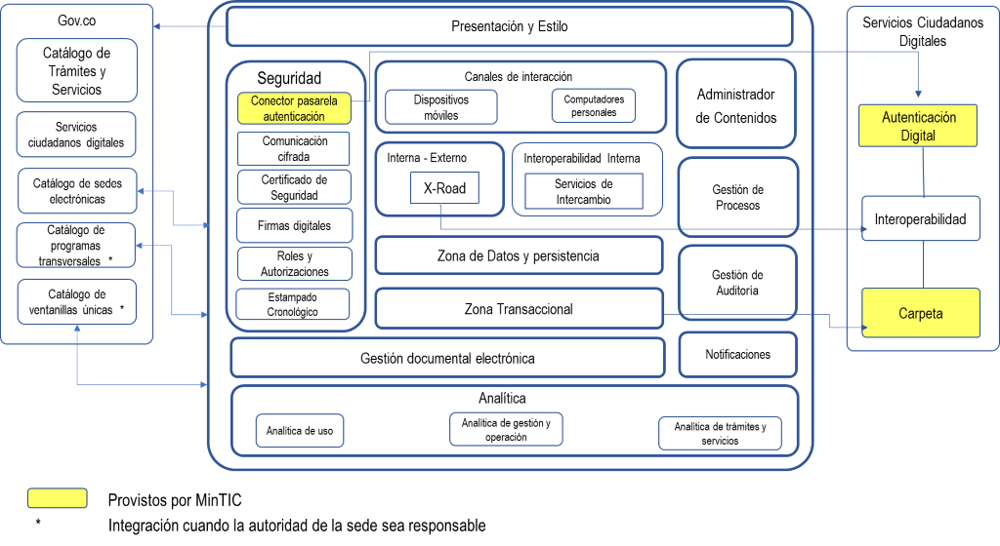 Gov.co
Catálogo de
Trámites y
Servicios
Servicios
ciudadanos digitales
Catálogo de sedes
electrónicas
Catálogo de
programas
transversales *
Catálogo de
ventanillas únicas *
Presentación y Estilo
Seguridad
Conector pasarela
autenticación
Comunicación
cifrada
Certificado de
Seguridad
Firmas digitales
Roles y
Autorizaciones
Estampado
Cronológico
Canales de interacción
Dispositivos
móviles
Computadores
personales
Interna - Externo
X-Road
Interoperabilidad Interna
Servicios de
Intercambio
Zona de Datos y persistencia
Zona Transaccional
Administrador
de Contenidos
Gestión de
Procesos
Gestión de
Auditoría
Notificaciones
Gestión documental electrónica
Analítica
Analítica de uso
Analítica de gestión y
operación
Analítica de trámites y
servicios
Servicios Ciudadanos
Digitales
Autenticación
Digital
Interoperabilidad
Carpeta
Provistos por MinTIC
* Integración cuando la autoridad de la sede sea responsable